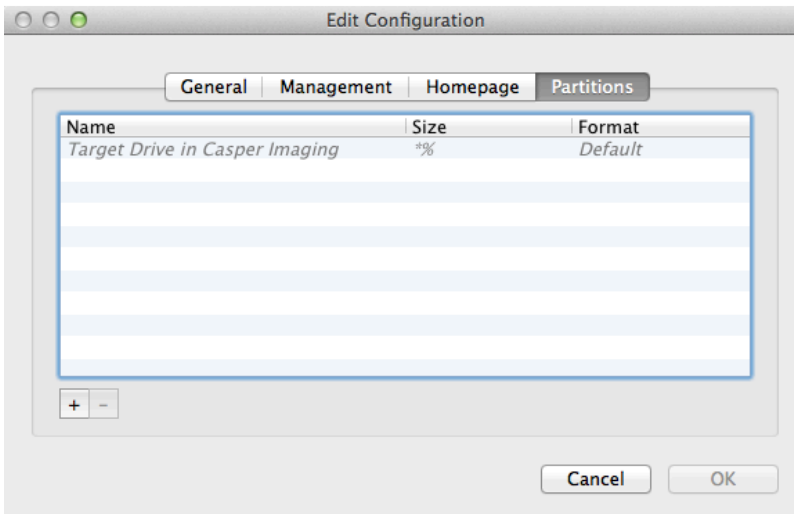 Edit Configuration
General Management Homepage Partitions
Name Size Format
Target Drive in Casper Imaging *% Default
+ -
Cancel OK